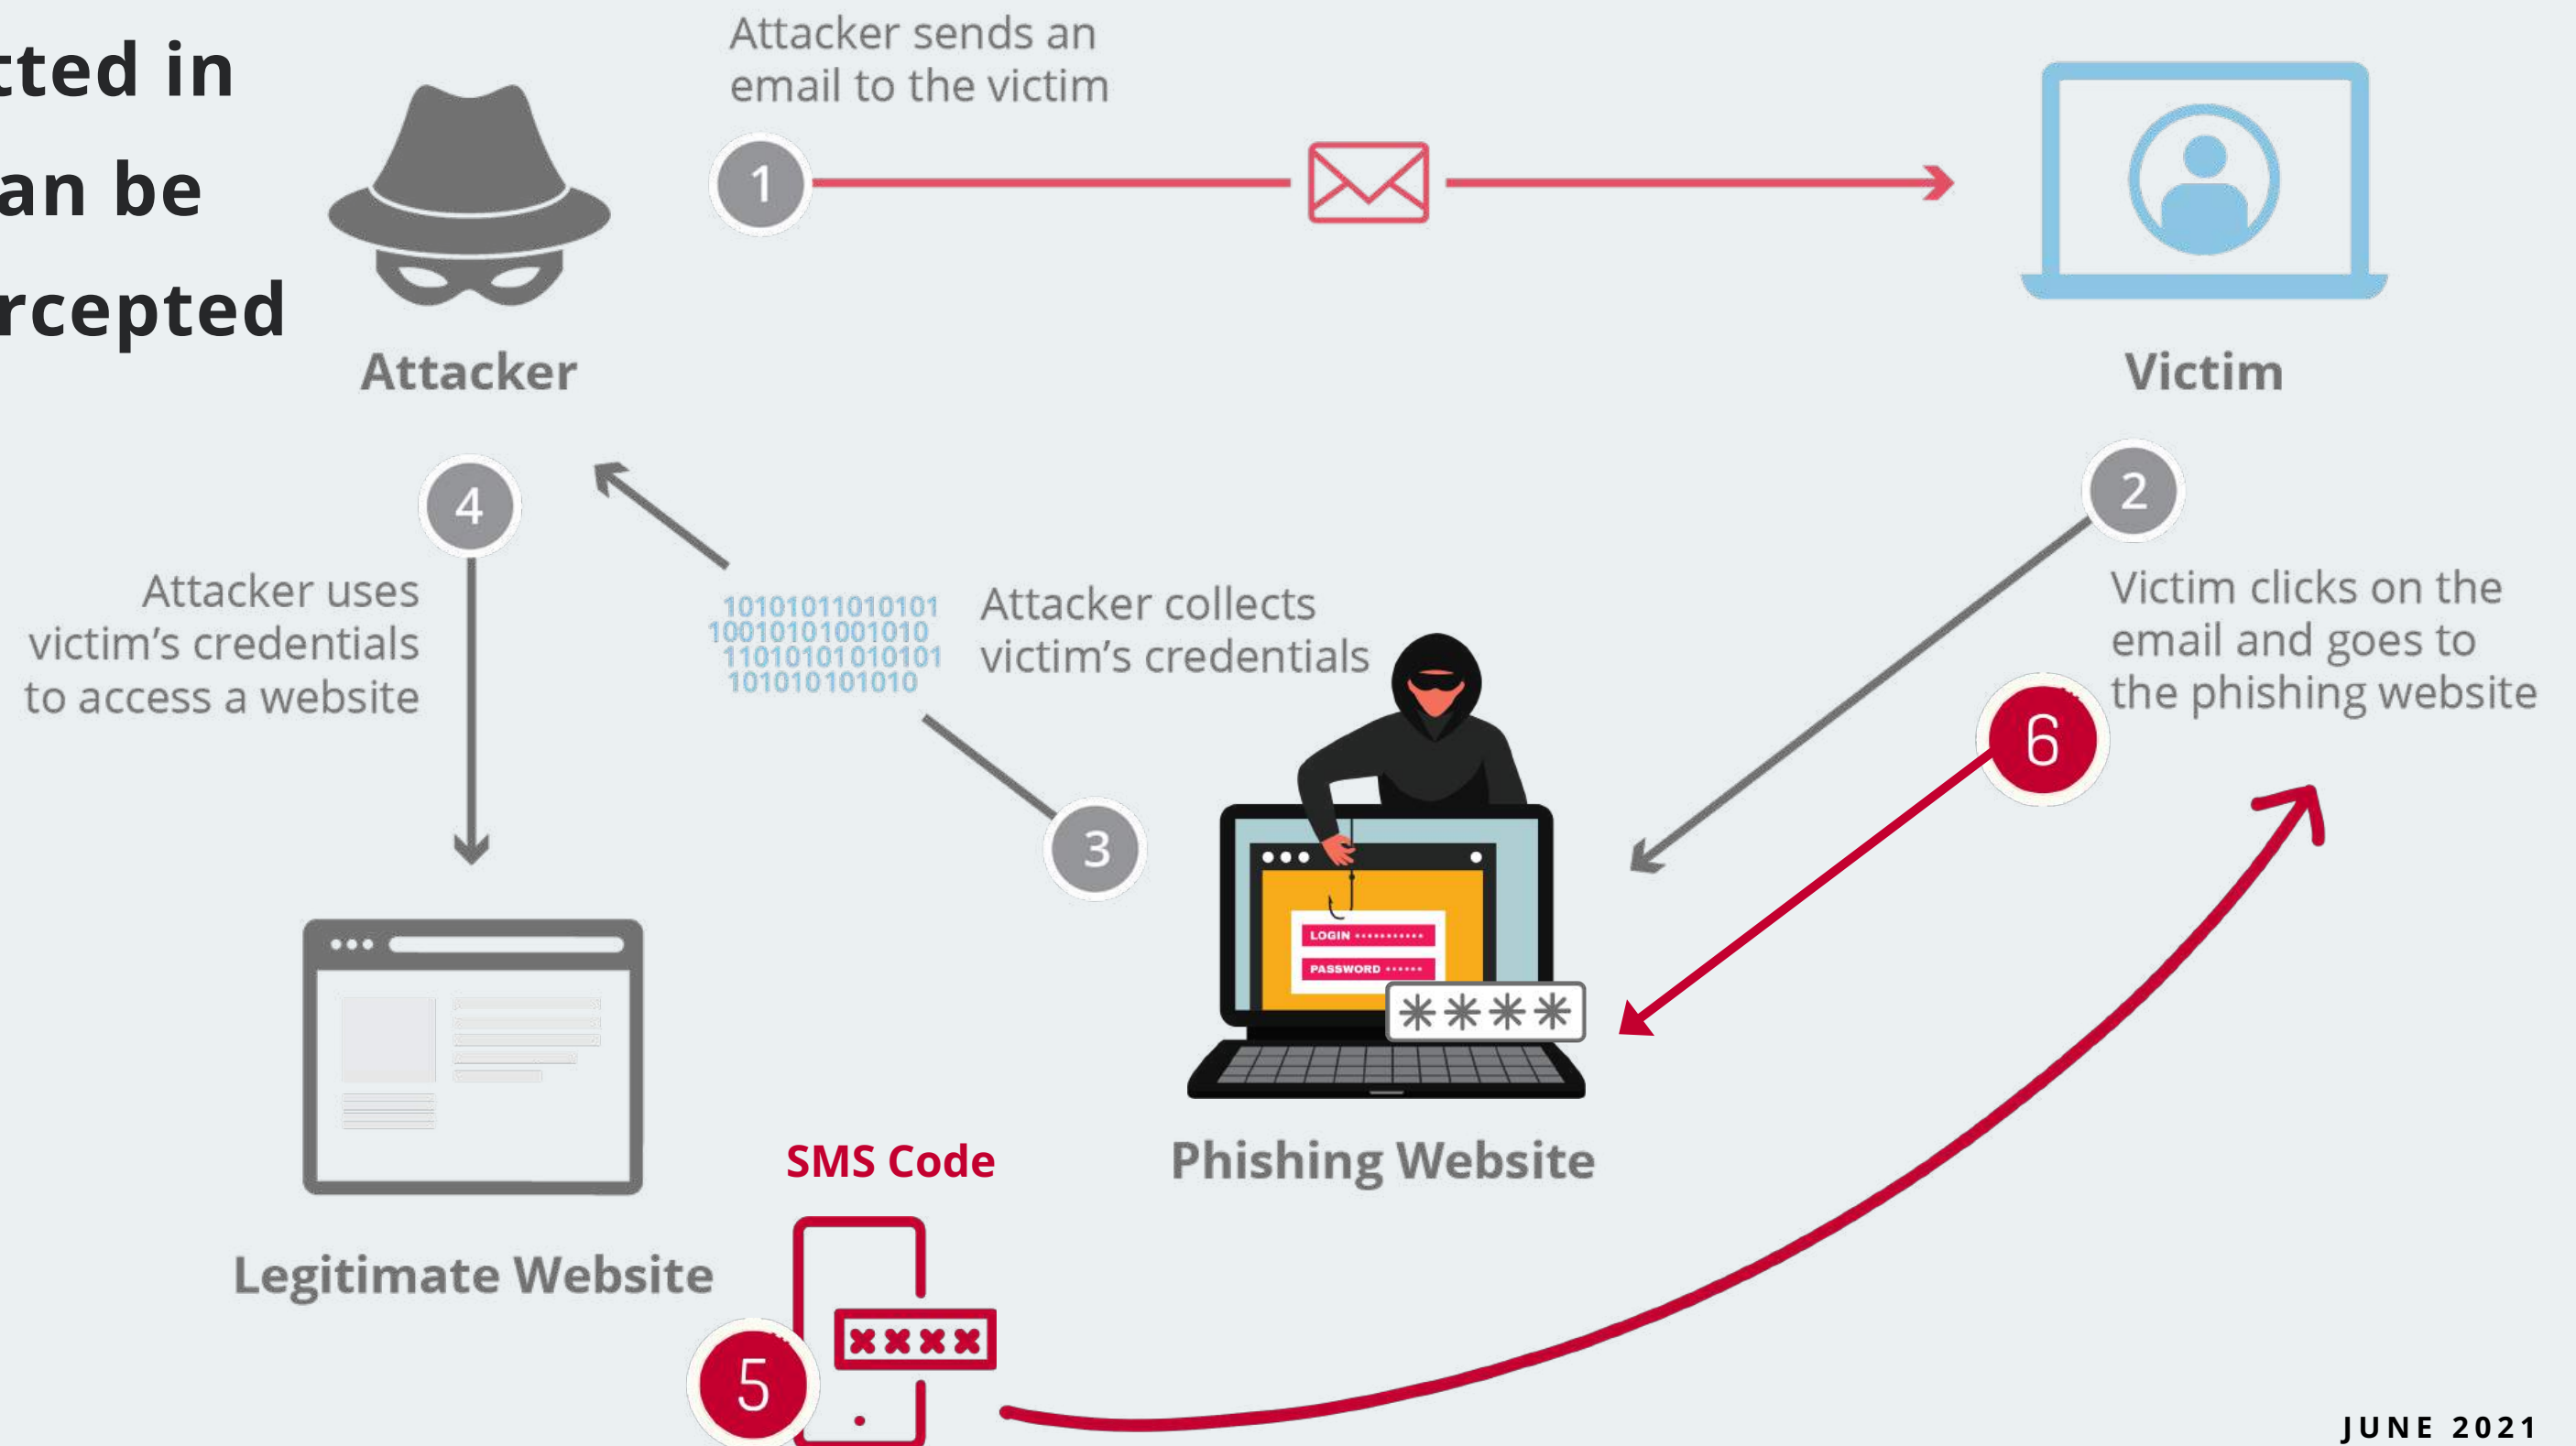 tted in
an be
rcepted
Attacker sends an
email to the victim
1
Attacker
Victim
4
2
Attacker uses
victim’s credentials
to access a website
10101011010101
10010101001010
11010101010101
101010101010
Attacker collects
victim’s credentials
Victim clicks on the
email and goes to
the phishing website
6
3
LOGIN
PASSWORD
****
Phishing Website
SMS Code
Legitimate Website
5
JUNE 2021